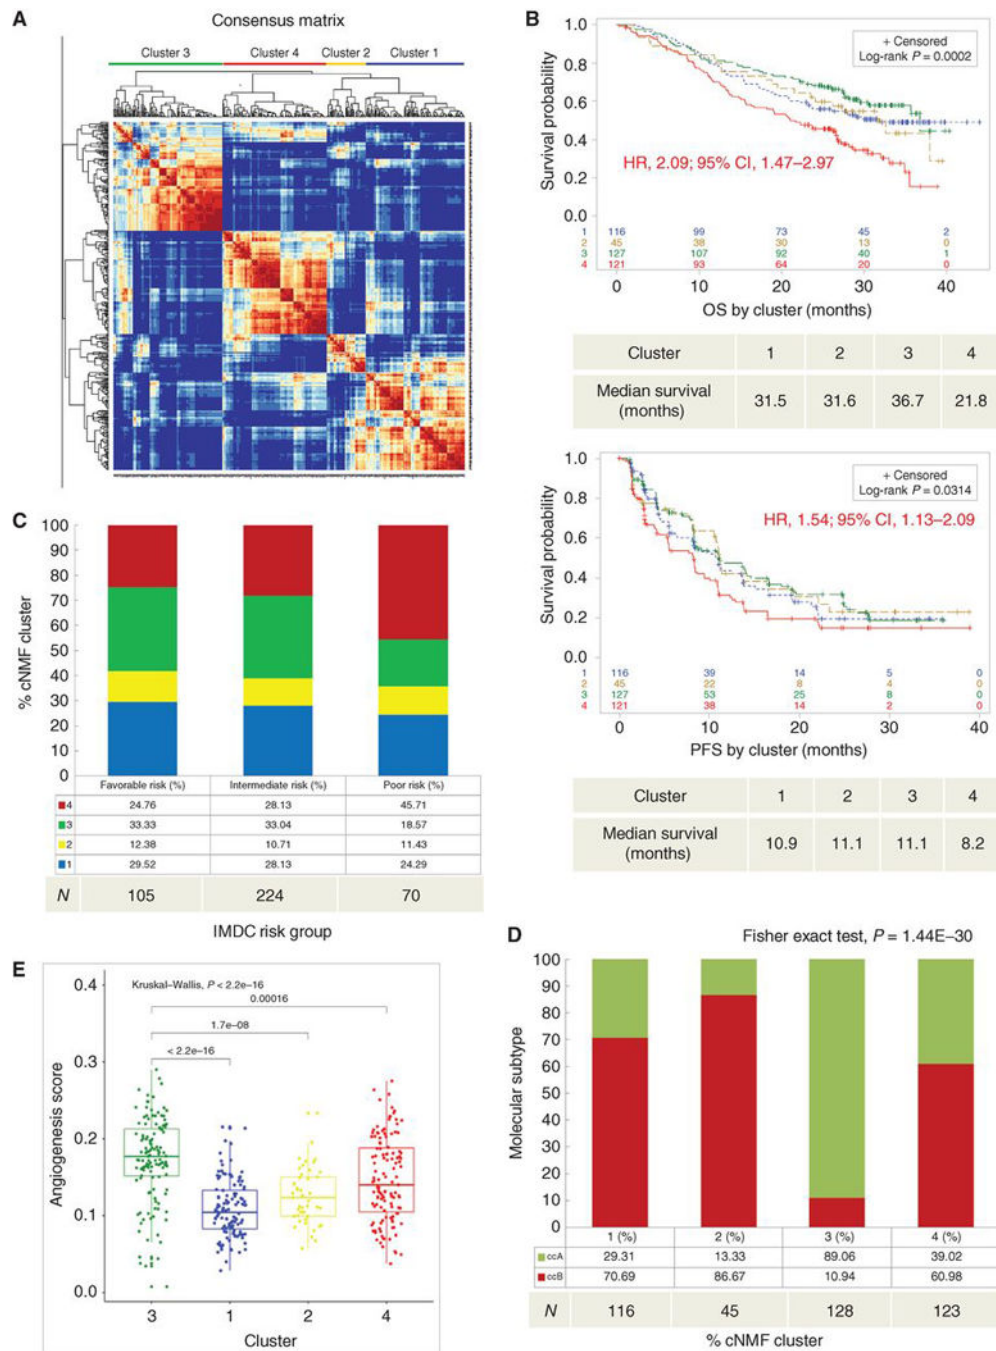 A
Consensus matrix
Cluster 3
Cluster 4
Cluster 2
Cluster 1
B
Survival probability
1.0
0.8
0.6
0.4
0.2
0.0
+ Censored
Log-rank P = 0.0002
HR, 2.09; 95% CI, 1.47–2.97
1 116 99 73 45 2
2 45 38 30 13 0
3 127 107 92 40 1
4 121 93 64 20 0
0 10 20 30 40
OS by cluster (months)
Cluster 1 2 3 4
Median survival (months) 31.5 31.6 36.7 21.8
Survival probability
1.0
0.8
0.6
0.4
0.2
0.0
+ Censored
Log-rank P = 0.0314
HR, 1.54; 95% CI, 1.13–2.09
1 116 39 14 5 0
2 45 22 8 4 0
3 127 53 25 8 0
4 121 38 14 2 0
0 10 20 30 40
PFS by cluster (months)
Cluster 1 2 3 4
Median survival (months) 10.9 11.1 11.1 8.2
C
% cNMF cluster
100
90
80
70
60
50
40
30
20
10
0
Favorable risk (%) Intermediate risk (%) Poor risk (%)
4 24.76 28.13 45.71
3 33.33 33.04 18.57
2 12.38 10.71 11.43
1 29.52 28.13 24.29
N 105 224 70
IMDC risk group
D
Fisher exact test, P = 1.44E–30
Molecular subtype
100
90
80
70
60
50
40
30
20
10
0
1 (%) 2 (%) 3 (%) 4 (%)
ccA 29.31 13.33 89.06 39.02
ccB 70.69 86.67 10.94 60.98
N 116 45 128 123
% cNMF cluster
E
Angiogenesis score
0.4
0.3
0.2
0.1
0.0
Kruskal–Wallis, P < 2.2e–16
0.00016
1.7e–08
< 2.2e–16
3 1 2 4
Cluster